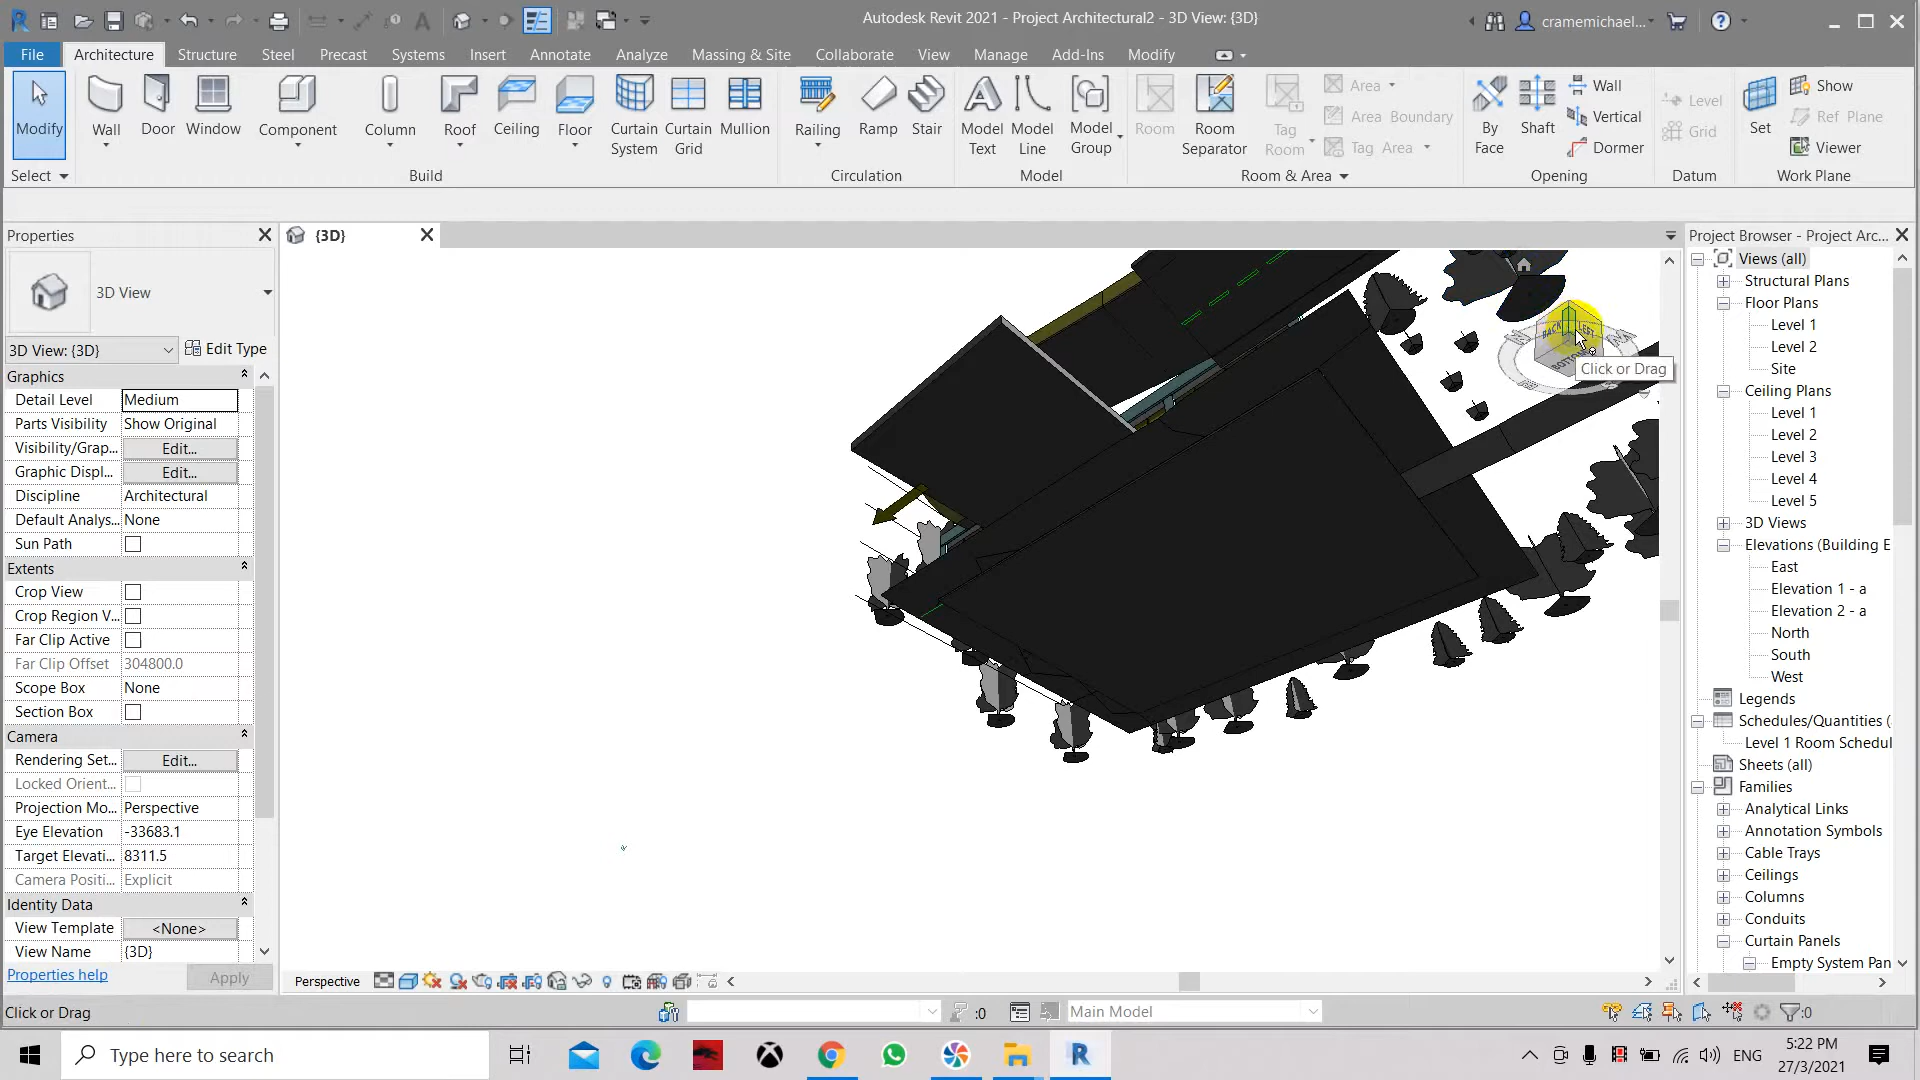 Autodesk Revit 2021 - Project Architectural2 - 3D View: {3D}
cramemichael...
File Architecture Structure Steel Precast Systems Insert Annotate Analyze Massing & Site Collaborate View Manage Add-Ins Modify
Modify
Wall
Door
Window
Component
Column
Roof
Ceiling
Floor
Curtain System
Curtain Grid
Mullion
Railing
Ramp
Stair
Model Text
Model Line
Model Group
Room
Room Separator
Tag Room
Area
Area Boundary
Tag Area
By Face
Shaft
Wall
Vertical
Dormer
Level
Grid
Set
Show
Ref Plane
Viewer
Select Build Circulation Model Room & Area Opening Datum Work Plane
Properties
{3D}
Project Browser - Project Arc...
3D View
3D View: {3D}
Edit Type
Graphics
Detail Level Medium
Parts Visibility Show Original
Visibility/Grap... Edit...
Graphic Displ... Edit...
Discipline Architectural
Default Analys... None
Sun Path
Extents
Crop View
Crop Region V...
Far Clip Active
Far Clip Offset 304800.0
Scope Box None
Section Box
Camera
Rendering Set... Edit...
Locked Orient...
Projection Mo... Perspective
Eye Elevation -33683.1
Target Elevati... 8311.5
Camera Positi... Explicit
Identity Data
View Template <None>
View Name {3D}
Properties help
Apply
BACK
LEFT
BOTTOM
Click or Drag
Views (all)
Structural Plans
Floor Plans
Level 1
Level 2
Site
Ceiling Plans
Level 1
Level 2
Level 3
Level 4
Level 5
3D Views
Elevations (Building E
East
Elevation 1 - a
Elevation 2 - a
North
South
West
Legends
Schedules/Quantities (
Level 1 Room Schedul
Sheets (all)
Families
Analytical Links
Annotation Symbols
Cable Trays
Ceilings
Columns
Conduits
Curtain Panels
Empty System Pan
Perspective
Click or Drag
:0
Main Model
:0
Type here to search
ENG
5:22 PM
27/3/2021